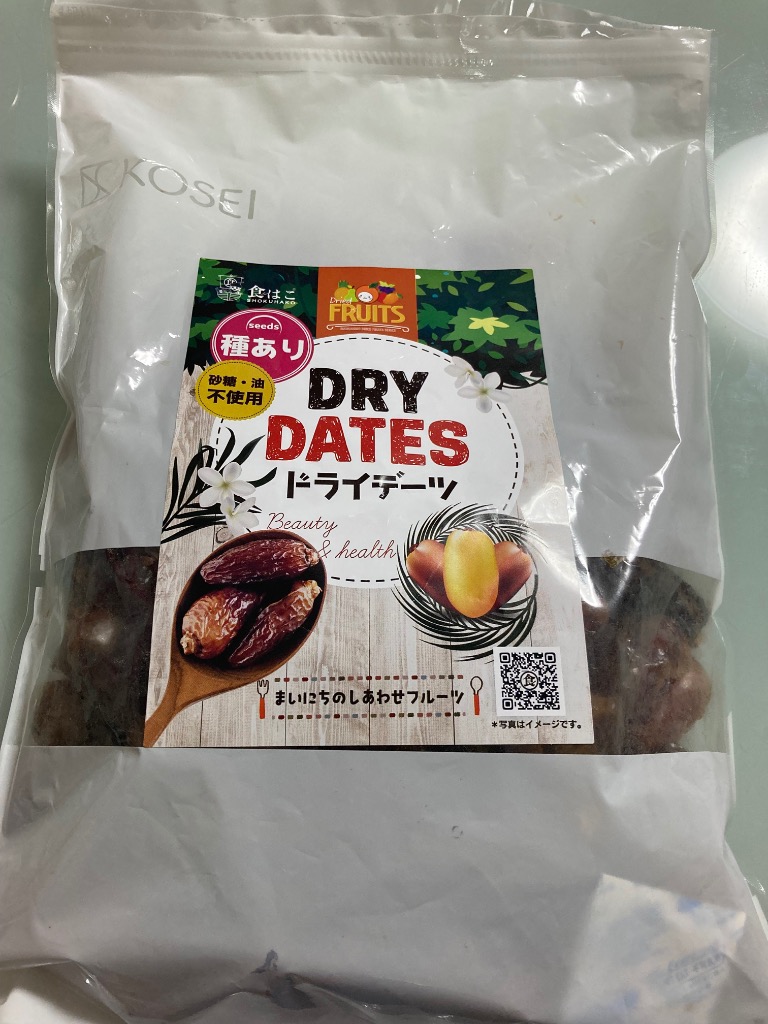 KOSEI
食はこ
SHOKUHAKO
Dried
FRUITS
seeds
種あり
砂糖・油
不使用
DRY
DATES
ドライデーツ
Beauty
& health
まいにちのしあわせフルーツ
食
＊写真はイメージです。